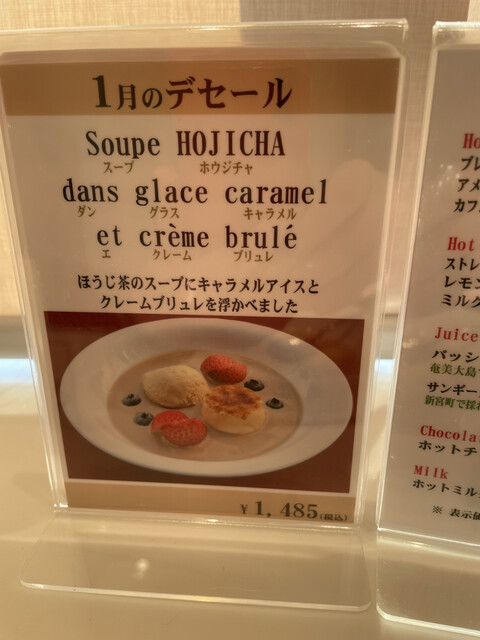 1月のデセール
Soupe HOJICHA
スープ ホウジチャ
dans glace caramel
ダン グラス キャラメル
et crème brulé
エ クレーム ブリュレ
ほうじ茶のスープにキャラメルアイスと
クレームブリュレを浮かべました
¥1,485(税込)
Ho
ブレ
アメ
カフ
Hot
ストレ
レモン
ミルク
Juice
パッシ
奄美大島
サンギー
新宮町で採れ
Chocolat
ホットチ
Milk
ホットミル
※ 表示価